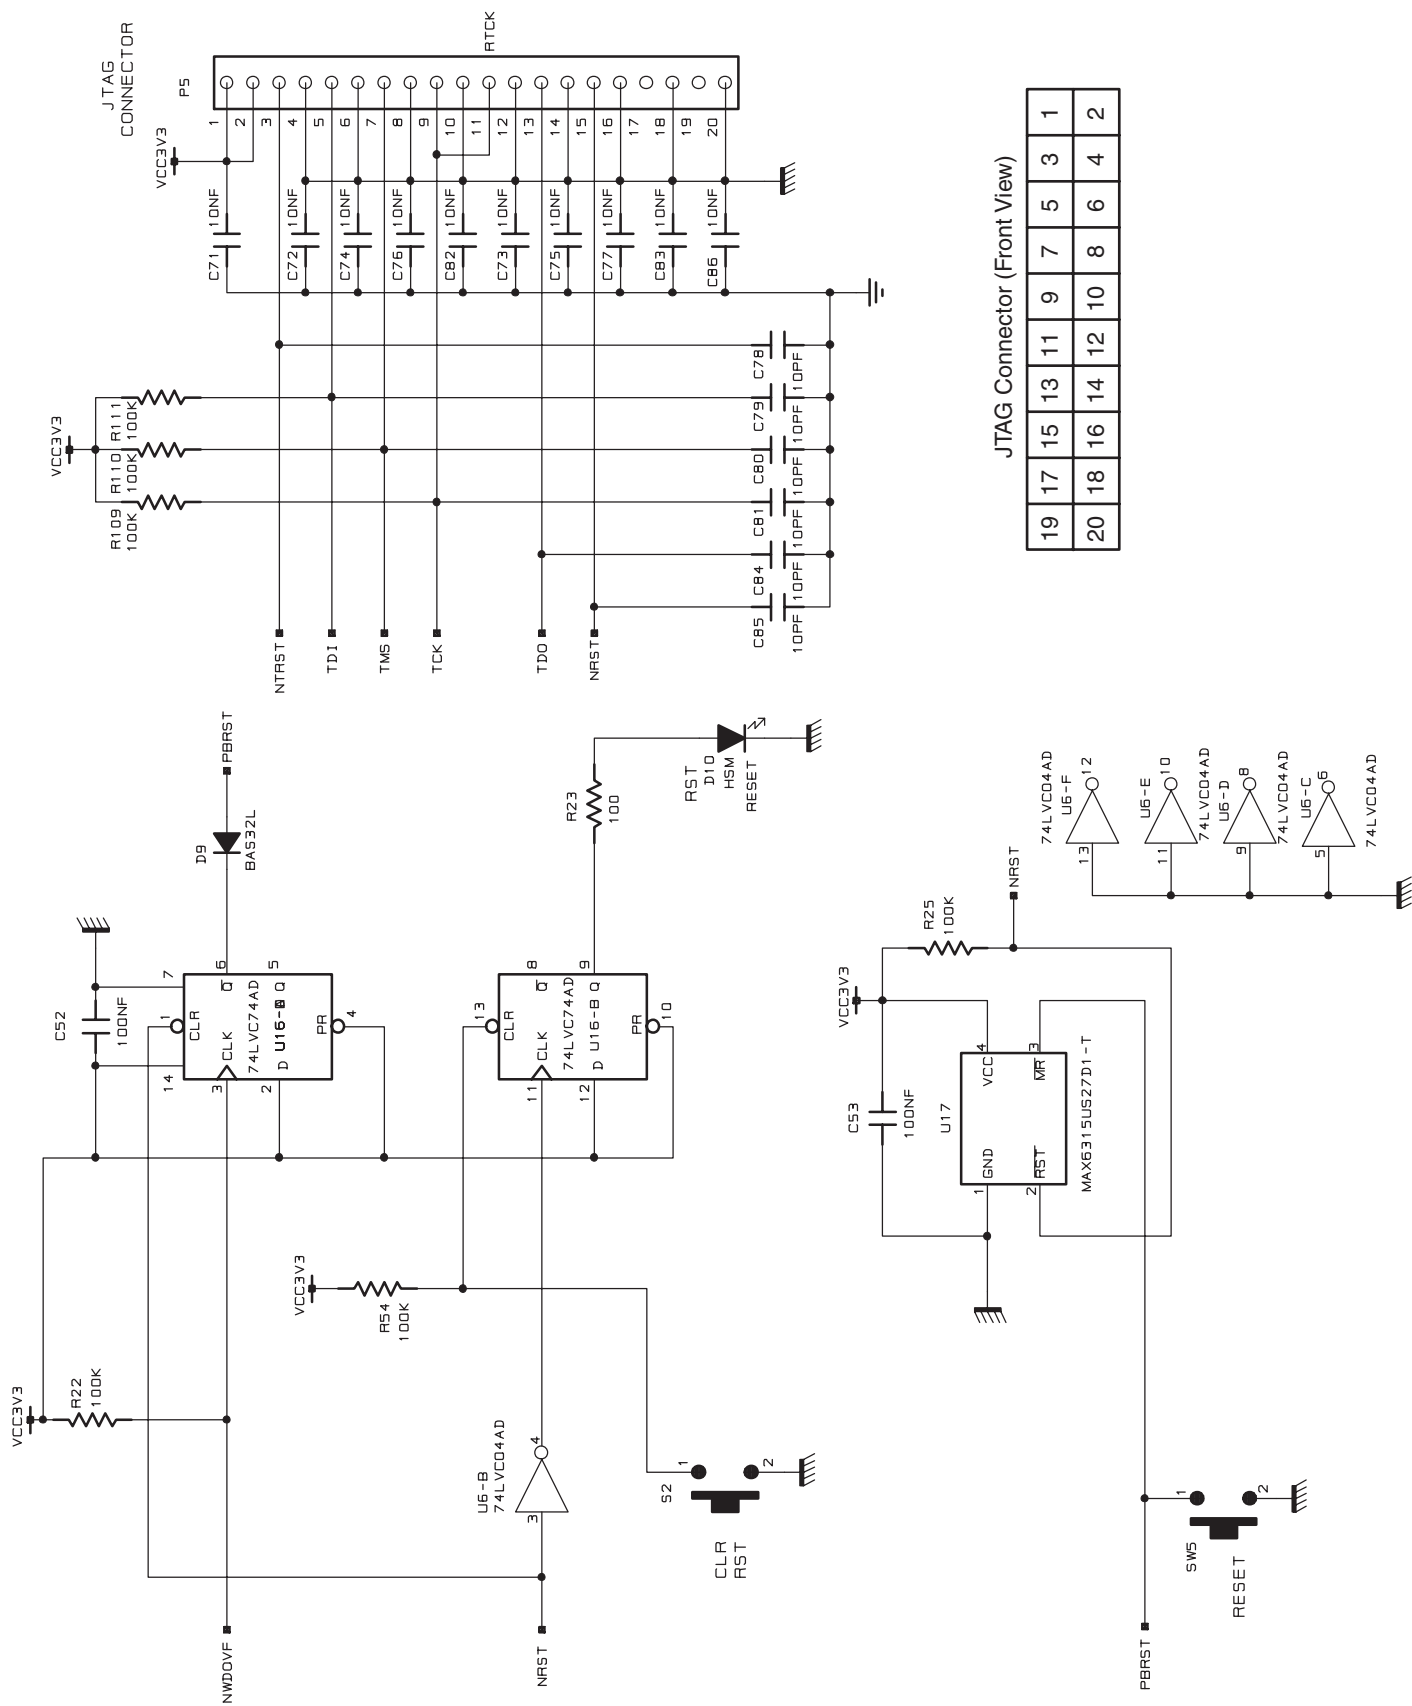 JTAG
CONNECTOR
P5
RTCK
VCC3V3
1
2
3
4
5
6
7
8
9
10
11
12
13
14
15
16
17
18
19
20
C71
10NF
C72
10NF
C74
10NF
C76
10NF
C82
10NF
C73
10NF
C75
10NF
C77
10NF
C83
10NF
C86
10NF
VCC3V3
R111
100K
R110
100K
R109
100K
C78
10PF
C79
10PF
C80
10PF
C81
10PF
C84
10PF
C85
10PF
NTRST
TDI
TMS
TCK
TDO
NRST
JTAG Connector (Front View)
19 17 15 13 11 9 7 5 3 1
20 18 16 14 12 10 8 6 4 2
PBRST
D9
BAS32L
C52
100NF
7
14
1
CLR
6
Q
5
Q
CLK
74LVC74AD
D
PR
4
3
2
VCC3V3
R22
100K
NWDOVF
RST
D10
HSM
RESET
R23
100
13
CLR
8
Q
9
Q
CLK
74LVC74AD
U16-B
D
PR
10
11
12
VCC3V3
R54
100K
U6-B
74LVC04AD
4
3
NRST
S2
1
2
CLR
RST
VCC3V3
R25
100K
NRST
C53
100NF
U17
4
VCC
3
MR
GND
1
RST
2
MAX6315US27D1-T
PBRST
SW5
1
2
RESET
74LVC04AD
U6-F
12
13
U6-E
10
11
74LVC04AD
U6-D
8
9
74LVC04AD
U6-C
6
5
74LVC04AD